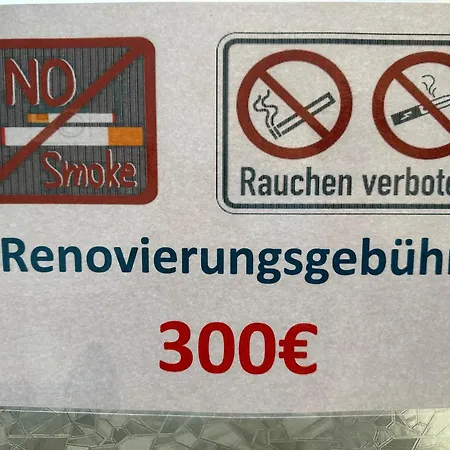 NO
Smoke
Rauchen verbote
Renovierungsgebüh
300€